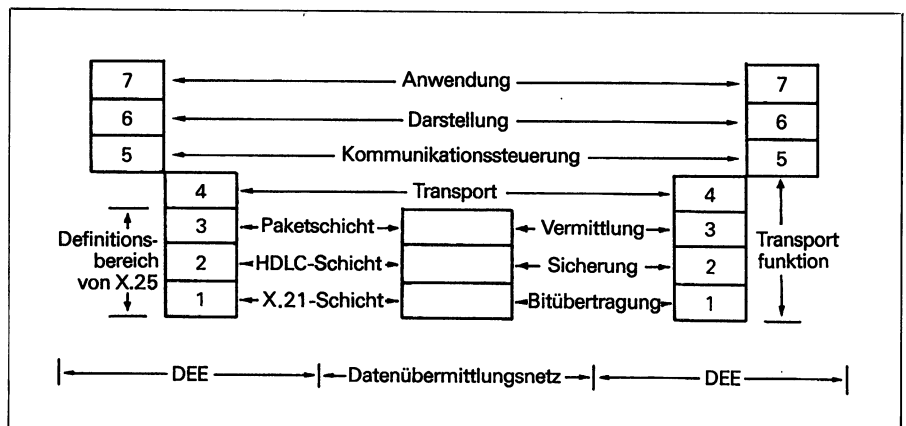 7 Anwendung 7
6 Darstellung 6
5 Kommunikationssteuerung 5
4 Transport 4
3 Paketschicht Vermittlung 3
Definitions-
bereich
von X.25
2 HDLC-Schicht Sicherung 2
Transport
funktion
1 X.21-Schicht Bitübertragung 1
DEE Datenübermittlungsnetz DEE